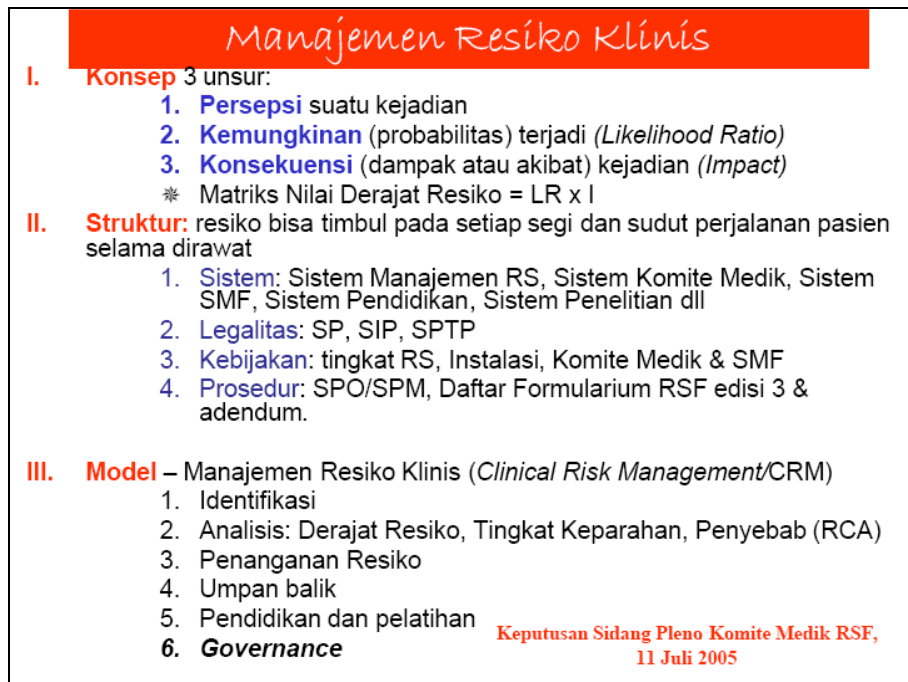 Manajemen Resiko Klinis
I. Konsep 3 unsur:
1. Persepsi suatu kejadian
2. Kemungkinan (probabilitas) terjadi (Likelihood Ratio)
3. Konsekuensi (dampak atau akibat) kejadian (Impact)
✵ Matriks Nilai Derajat Resiko = LR x I
II. Struktur: resiko bisa timbul pada setiap segi dan sudut perjalanan pasien
selama dirawat
1. Sistem: Sistem Manajemen RS, Sistem Komite Medik, Sistem
SMF, Sistem Pendidikan, Sistem Penelitian dll
2. Legalitas: SP, SIP, SPTP
3. Kebijakan: tingkat RS, Instalasi, Komite Medik & SMF
4. Prosedur: SPO/SPM, Daftar Formularium RSF edisi 3 &
adendum.
III. Model – Manajemen Resiko Klinis (Clinical Risk Management/CRM)
1. Identifikasi
2. Analisis: Derajat Resiko, Tingkat Keparahan, Penyebab (RCA)
3. Penanganan Resiko
4. Umpan balik
5. Pendidikan dan pelatihan
6. Governance
Keputusan Sidang Pleno Komite Medik RSF,
11 Juli 2005